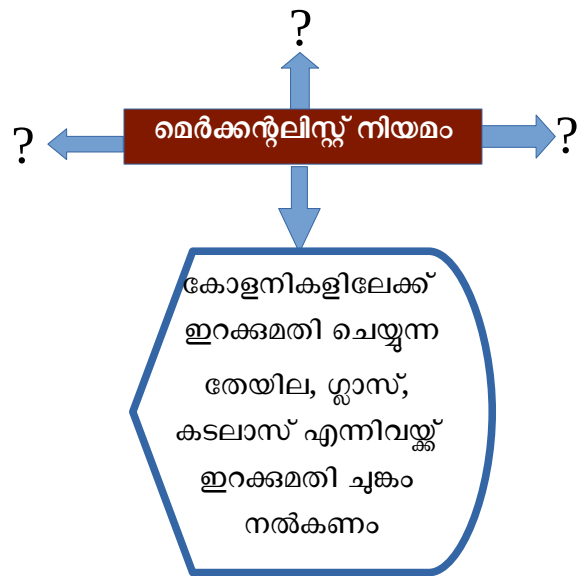 ?
? മെർക്കന്റലിസ്റ്റ് നിയമം ?
കോളനികളിലേക്ക്
ഇറക്കുമതി ചെയ്യുന്ന
തേയില, ഗ്ലാസ്,
കടലാസ് എന്നിവയ്ക്ക്
ഇറക്കുമതി ചുങ്കം
നൽകണം